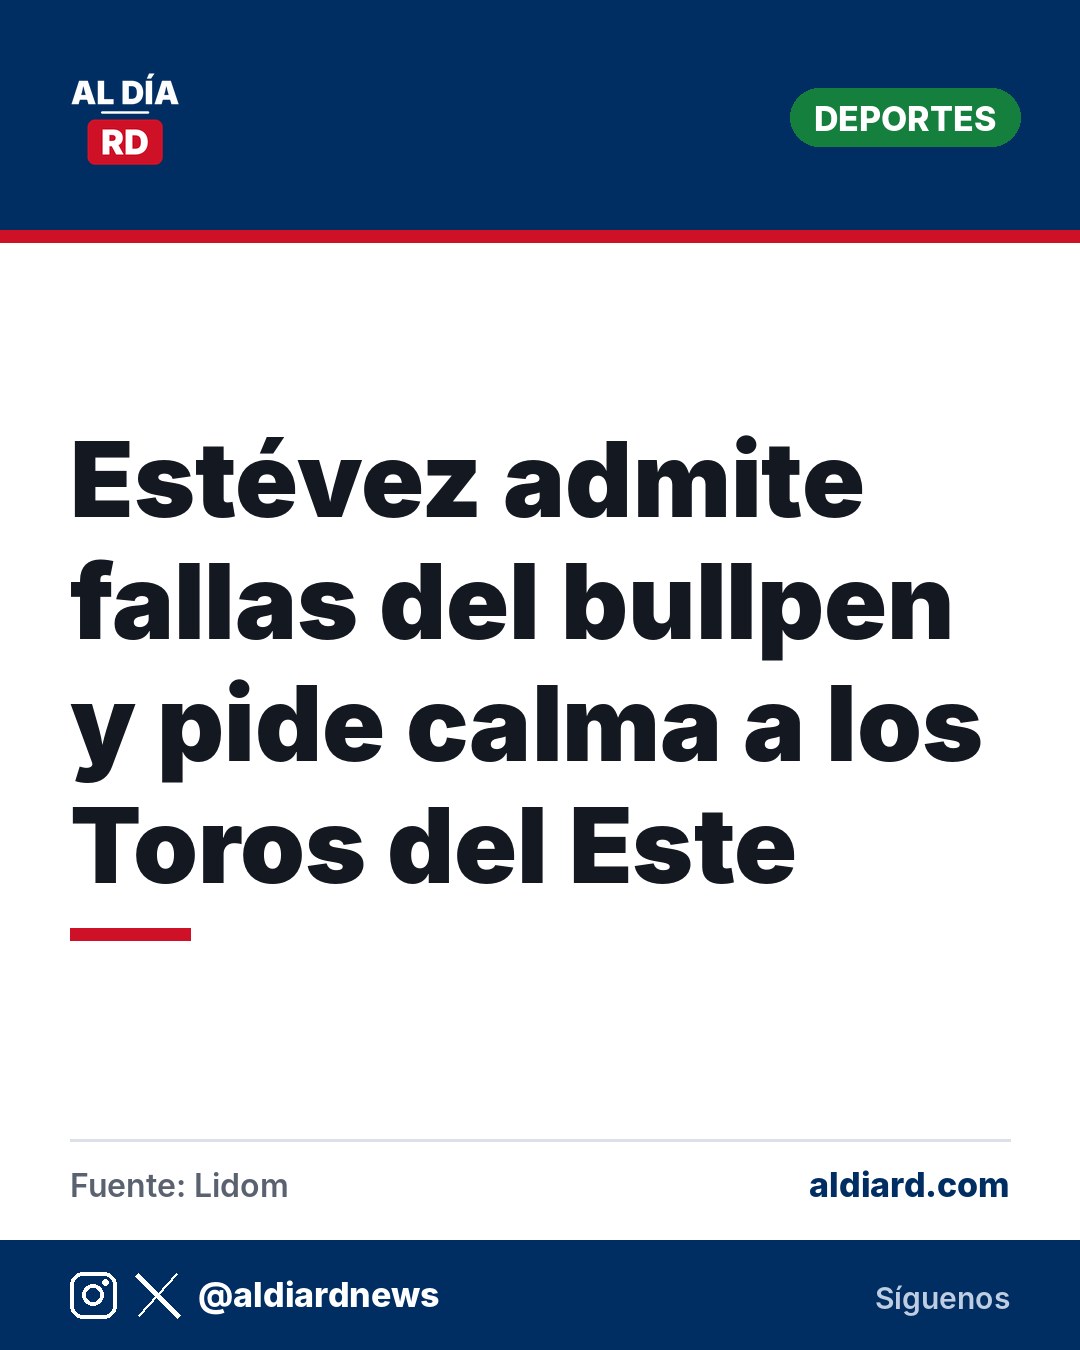 AL DÍA
RD
DEPORTES
Estévez admite
fallas del bullpen
y pide calma a los
Toros del Este
Fuente: Lidom
aldiard.com
@aldiardnews
Síguenos